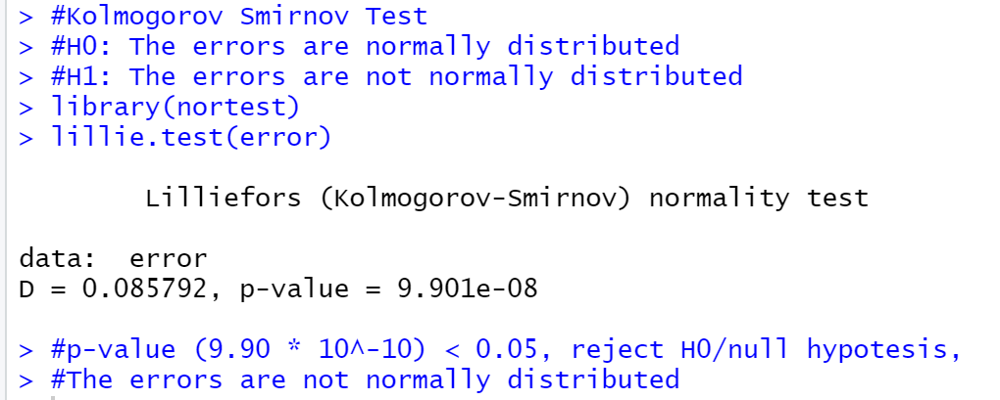 > #Kolmogorov Smirnov Test
> #H0: The errors are normally distributed
> #H1: The errors are not normally distributed
> library(nortest)
> lillie.test(error)
Lilliefors (Kolmogorov-Smirnov) normality test
data:  error
D = 0.085792, p-value = 9.901e-08
> #p-value (9.90 * 10^-10) < 0.05, reject H0/null hypotesis,
> #The errors are not normally distributed